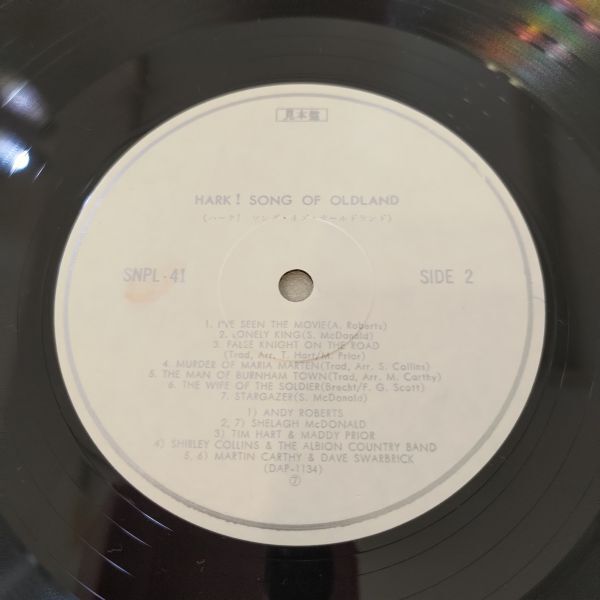 見本盤
HARK! SONG OF OLDLAND
(ハーク! ソング・オブ・オールドランド)
SNPL-41
SIDE 2
1. I'VE SEEN THE MOVIE(A. Roberts)
2. LONELY KING(S. McDonald)
3. FALSE KNIGHT ON THE ROAD
(Trad, Arr. T. Hart/M. Prior)
4. MURDER OF MARIA MARTEN(Trad, Arr. S. Collins)
5. THE MAN OF BURNHAM TOWN(Trad, Arr. M. Carthy)
6. THE WIFE OF THE SOLDIER(Brecht/F. G. Scott)
7. STARGAZER(S. McDonald)
1) ANDY ROBERTS
2, 7) SHELAGH McDONALD
3) TIM HART & MADDY PRIOR
4) SHIRLEY COLLINS & THE ALBION COUNTRY BAND
5, 6) MARTIN CARTHY & DAVE SWARBRICK
(DAP-1134)
⑦